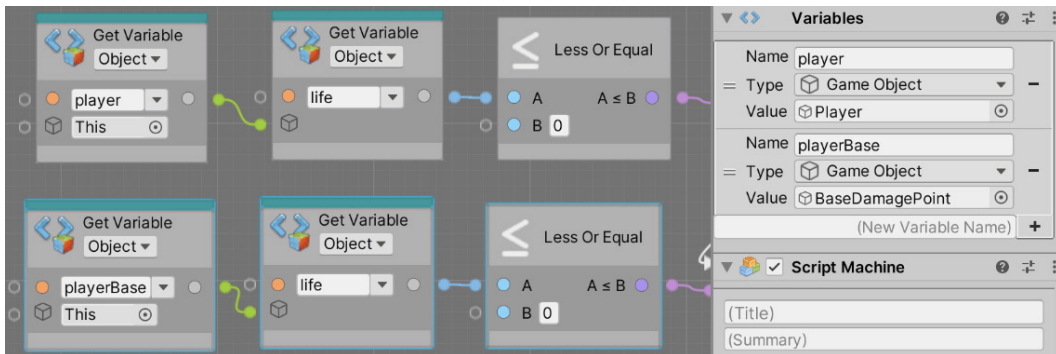 Get Variable
Object
player
This
Get Variable
Object
life
Less Or Equal
A
A ≤ B
B 0
Get Variable
Object
playerBase
This
Get Variable
Object
life
Less Or Equal
A
A ≤ B
B 0
Variables
Name player
Type Game Object
Value Player
Name playerBase
Type Game Object
Value BaseDamagePoint
(New Variable Name)
Script Machine
(Title)
(Summary)